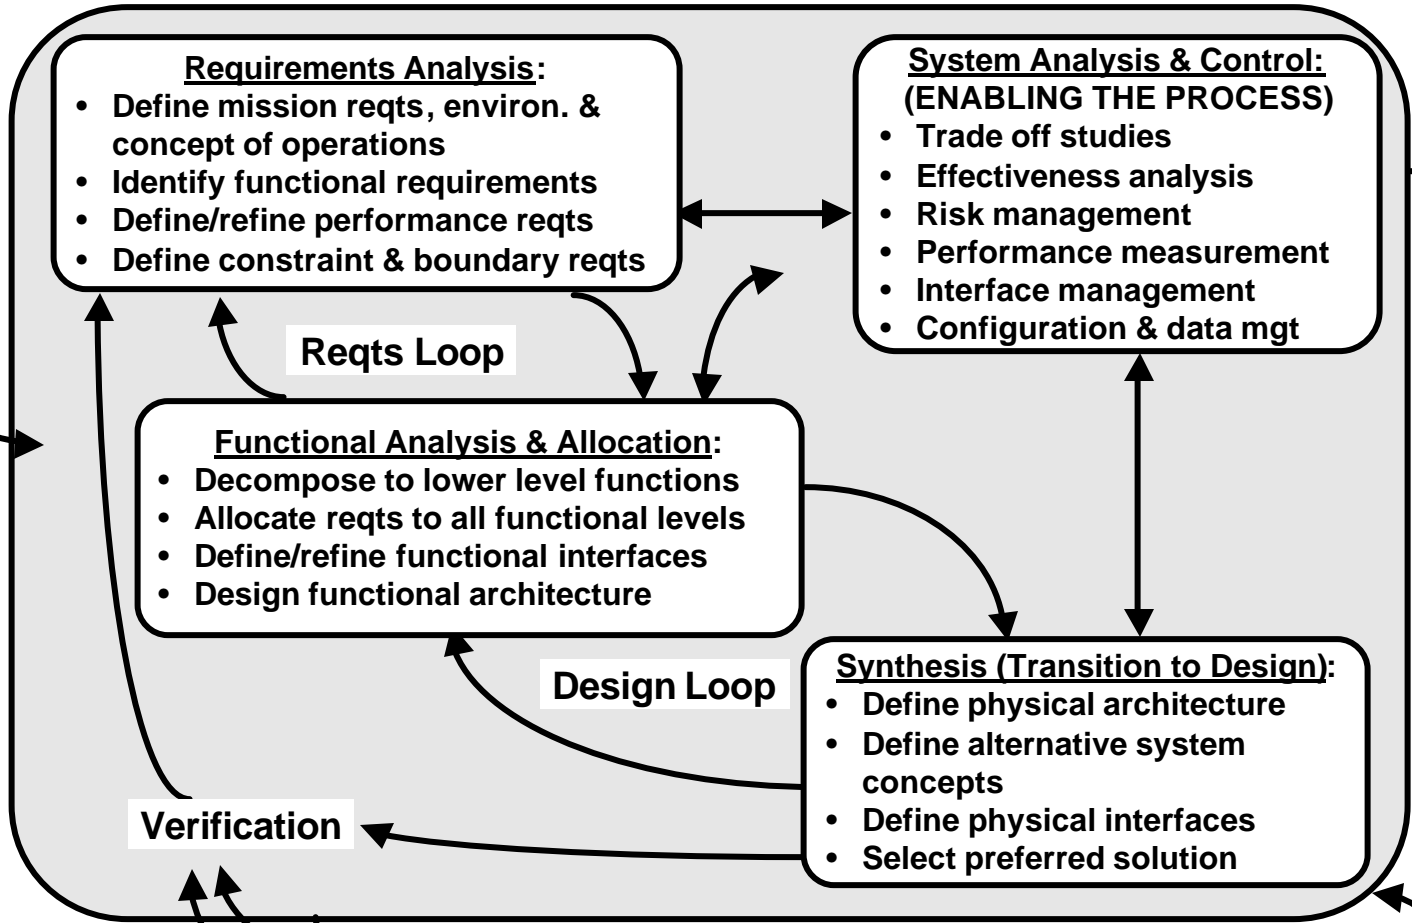 Requirements Analysis:
• Define mission reqts, environ. &
concept of operations
• Identify functional requirements
• Define/refine performance reqts
• Define constraint & boundary reqts
System Analysis & Control:
(ENABLING THE PROCESS)
• Trade off studies
• Effectiveness analysis
• Risk management
• Performance measurement
• Interface management
• Configuration & data mgt
Reqts Loop
Functional Analysis & Allocation:
• Decompose to lower level functions
• Allocate reqts to all functional levels
• Define/refine functional interfaces
• Design functional architecture
Design Loop
Synthesis (Transition to Design):
• Define physical architecture
• Define alternative system
concepts
• Define physical interfaces
• Select preferred solution
Verification